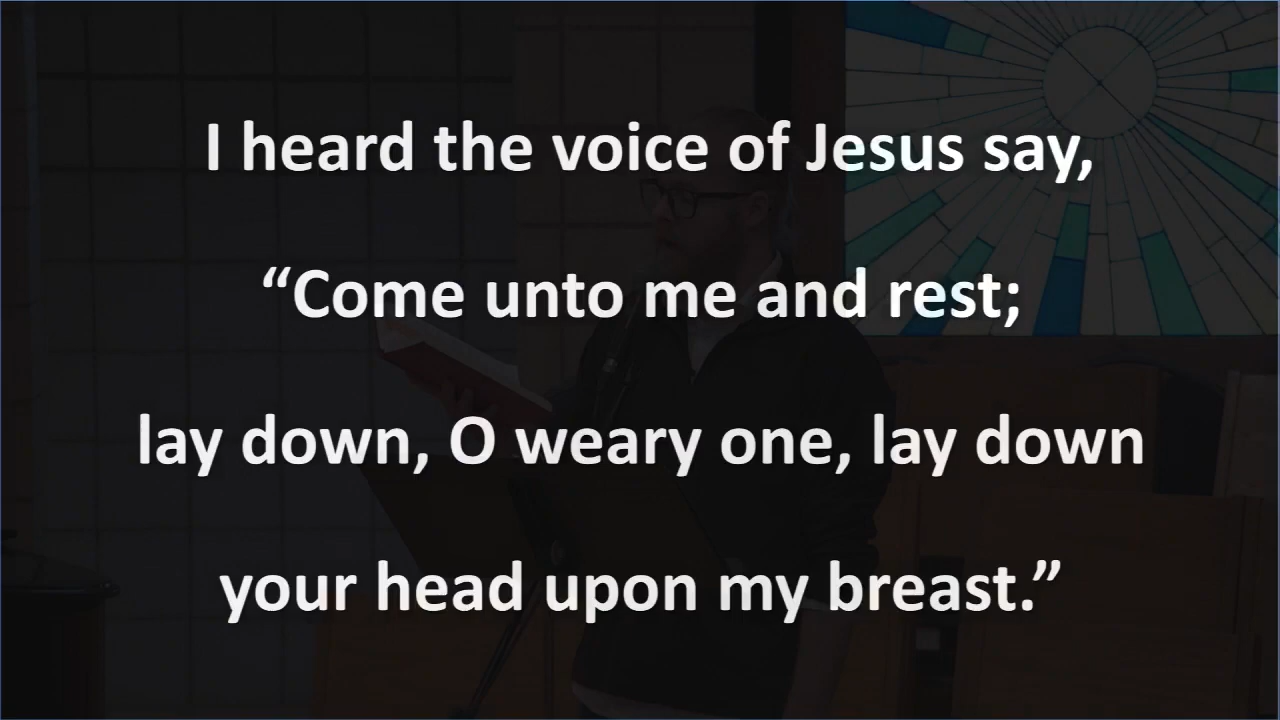 I heard the voice of Jesus say,
“Come unto me and rest;
lay down, O weary one, lay down
your head upon my breast.”